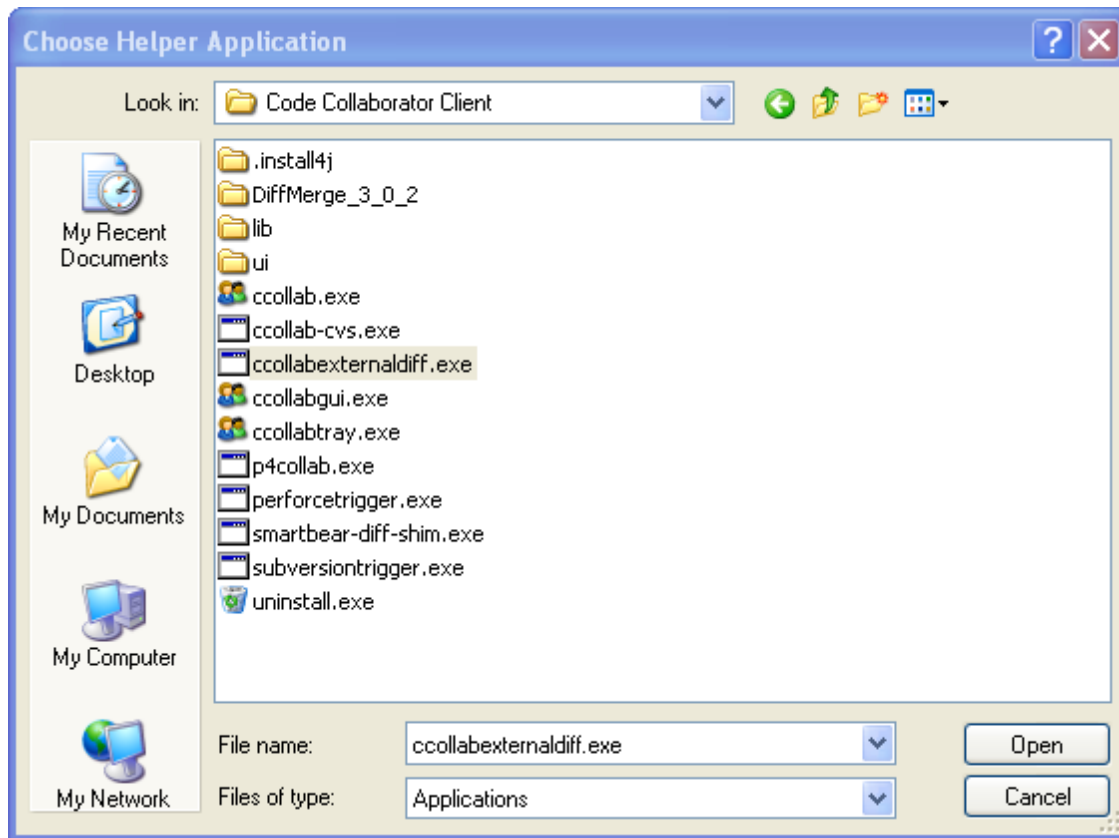 Choose Helper Application
Look in: Code Collaborator Client
My Recent
Documents
Desktop
My Documents
My Computer
My Network
.install4j
DiffMerge_3_0_2
lib
ui
ccollab.exe
ccollab-cvs.exe
ccollabexternaldiff.exe
ccollabgui.exe
ccollabtray.exe
p4collab.exe
perforcetrigger.exe
smartbear-diff-shim.exe
subversiontrigger.exe
uninstall.exe
File name: ccollabexternaldiff.exe Open
Files of type: Applications Cancel